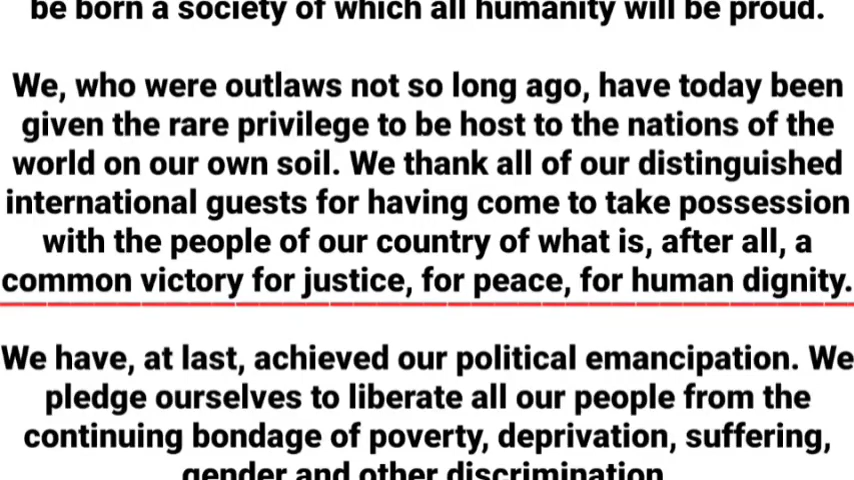 be born a society of which all humanity will be proud.
We, who were outlaws not so long ago, have today been
given the rare privilege to be host to the nations of the
world on our own soil. We thank all of our distinguished
international guests for having come to take possession
with the people of our country of what is, after all, a
common victory for justice, for peace, for human dignity.
We have, at last, achieved our political emancipation. We
pledge ourselves to liberate all our people from the
continuing bondage of poverty, deprivation, suffering,
gender and other discrimination.